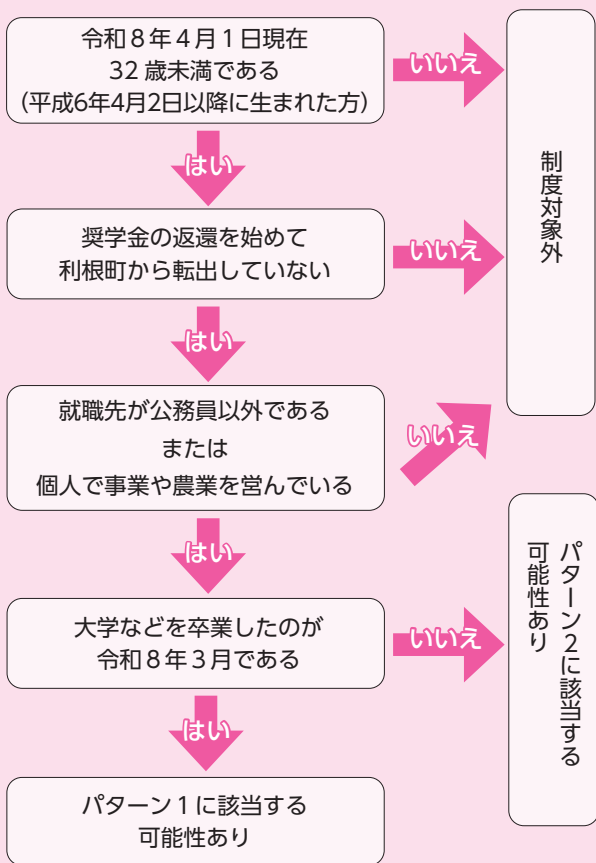 令和８年４月１日現在
32 歳未満である
（平成6年4月2日以降に生まれた方）
いいえ
はい
制度対象外
奨学金の返還を始めて
利根町から転出していない
いいえ
はい
就職先が公務員以外である
または
個人で事業や農業を営んでいる
いいえ
はい
大学などを卒業したのが
令和８年３月である
いいえ
パターン２に該当する
可能性あり
はい
パターン１に該当する
可能性あり